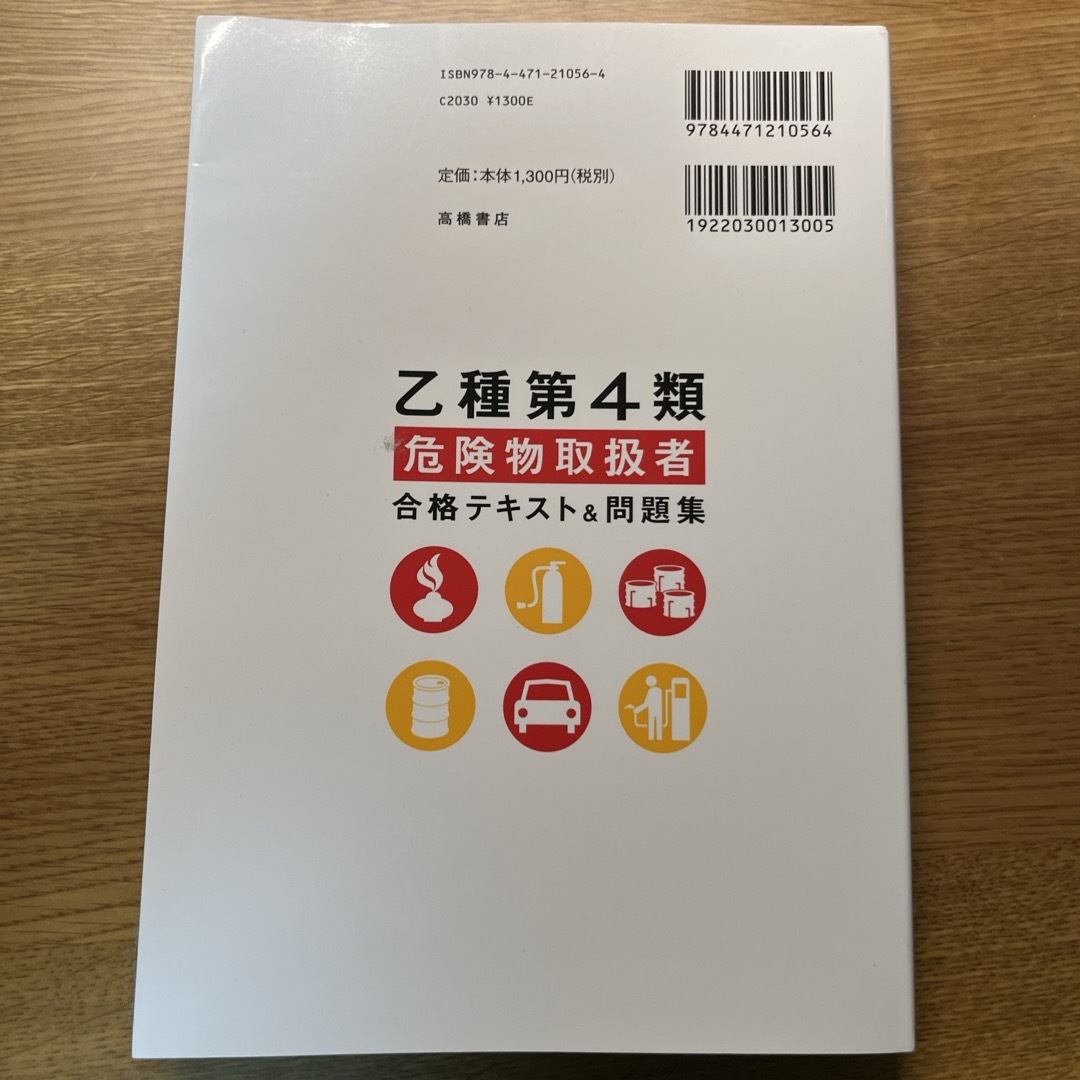 ISBN978-4-471-21056-4
C2030 ¥1300E
9784471210564
定価：本体1,300円（税別）
高橋書店
1922030013005
乙種第4類
危険物取扱者
合格テキスト&問題集